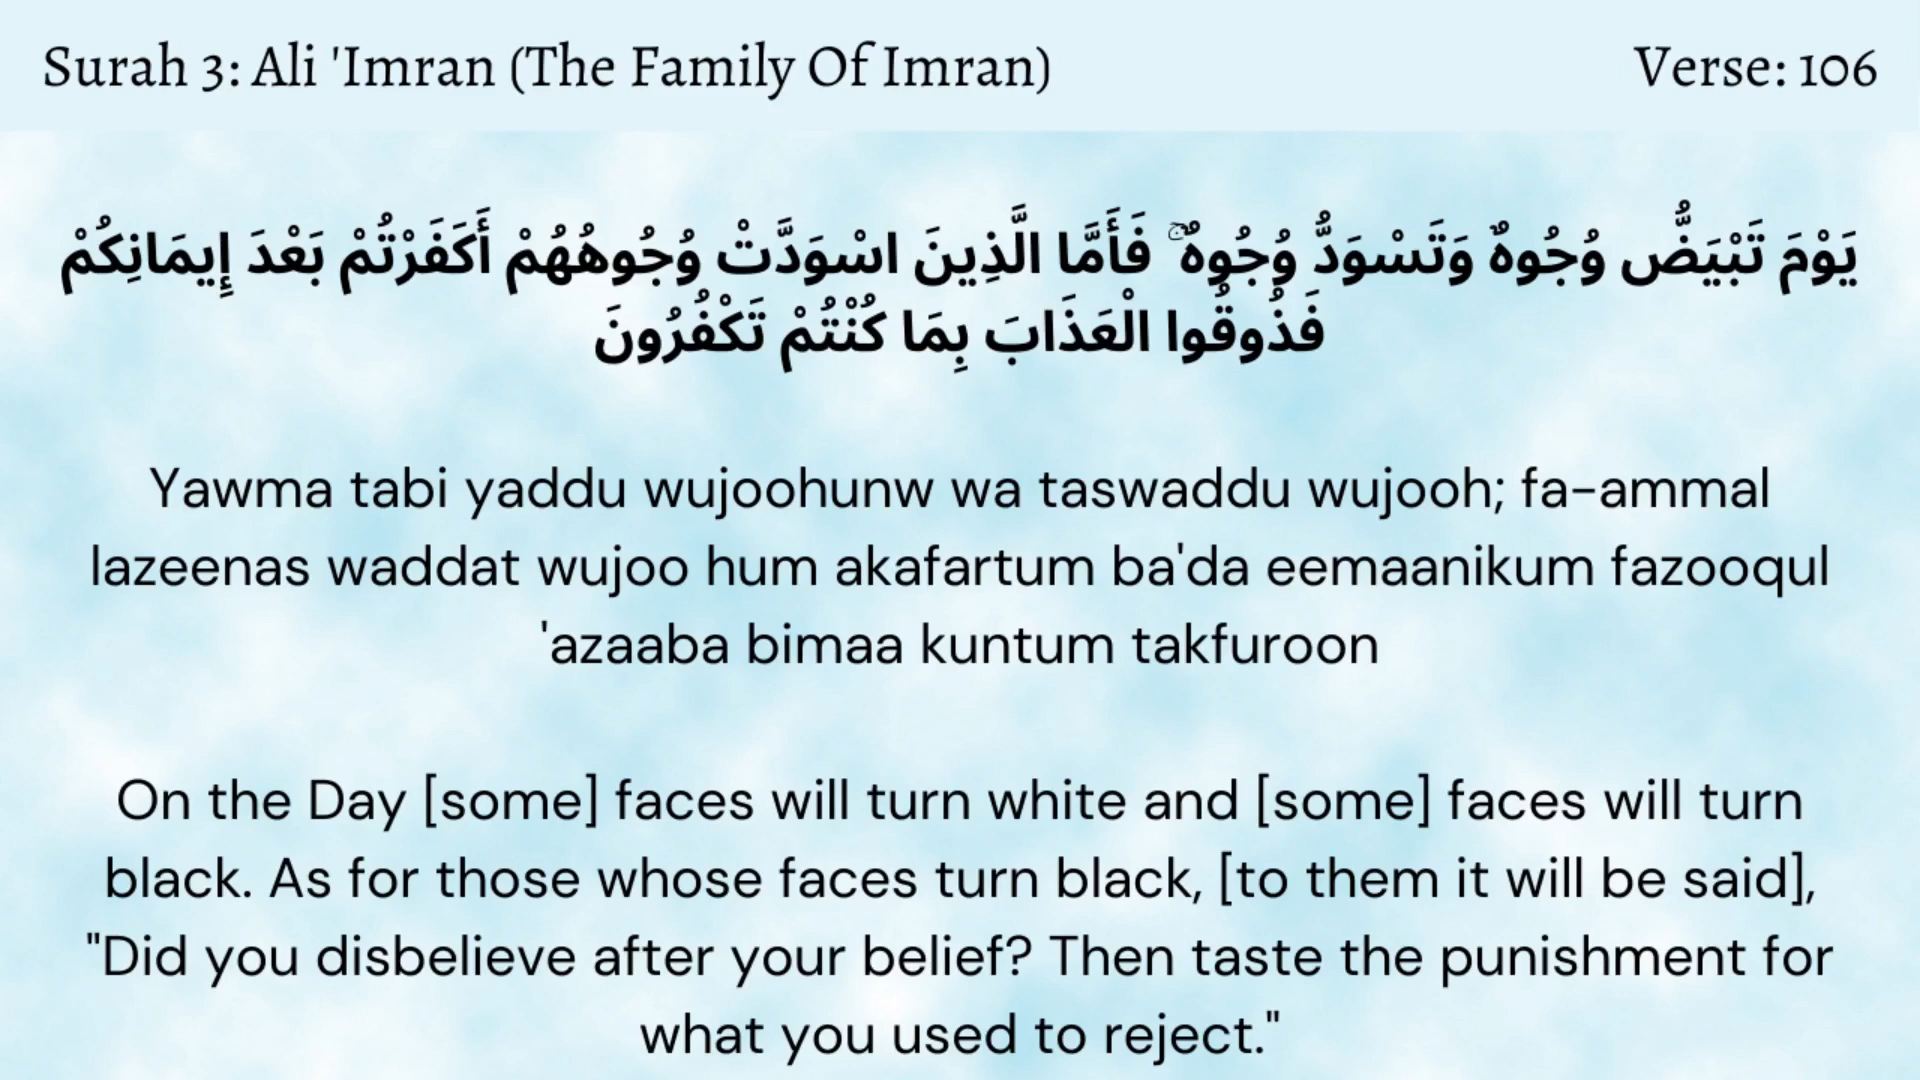 Surah 3: Ali 'Imran (The Family Of Imran)
Verse: 106
يَوْمَ تَبْيَضُّ وُجُوهٌ وَتَسْوَدُّ وُجُوهٌ ۚ فَأَمَّا الَّذِينَ اسْوَدَّتْ وُجُوهُهُمْ أَكَفَرْتُمْ بَعْدَ إِيمَانِكُمْ
فَذُوقُوا الْعَذَابَ بِمَا كُنْتُمْ تَكْفُرُونَ
Yawma tabi yaddu wujoohunw wa taswaddu wujooh; fa-ammal
lazeenas waddat wujoo hum akafartum ba'da eemaanikum fazooqul
'azaaba bimaa kuntum takfuroon
On the Day [some] faces will turn white and [some] faces will turn
black. As for those whose faces turn black, [to them it will be said],
"Did you disbelieve after your belief? Then taste the punishment for
what you used to reject."